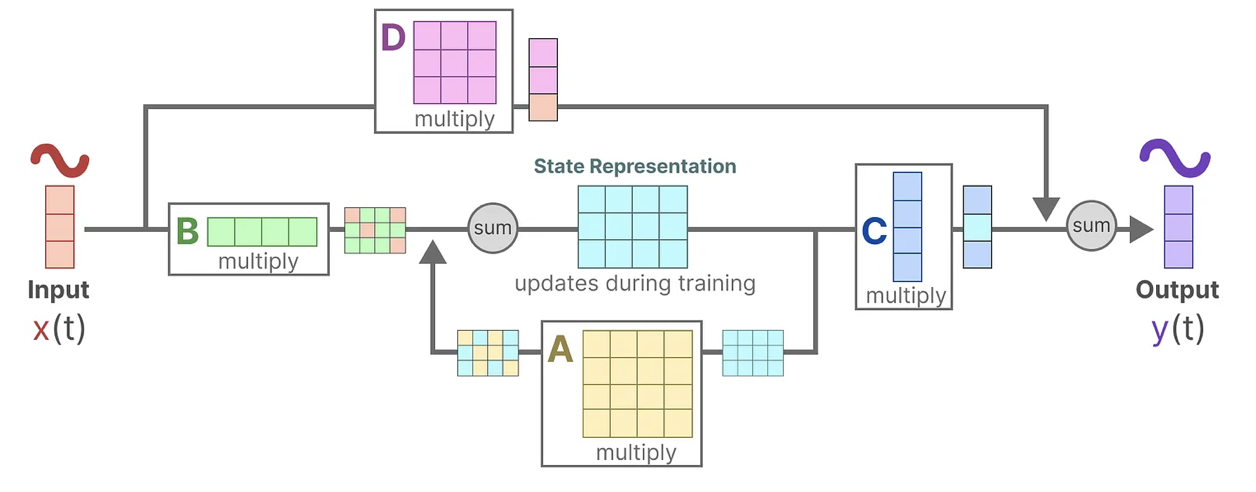 D
multiply
State Representation
B
multiply
sum
updates during training
C
multiply
sum
Input
x(t)
Output
y(t)
A
multiply